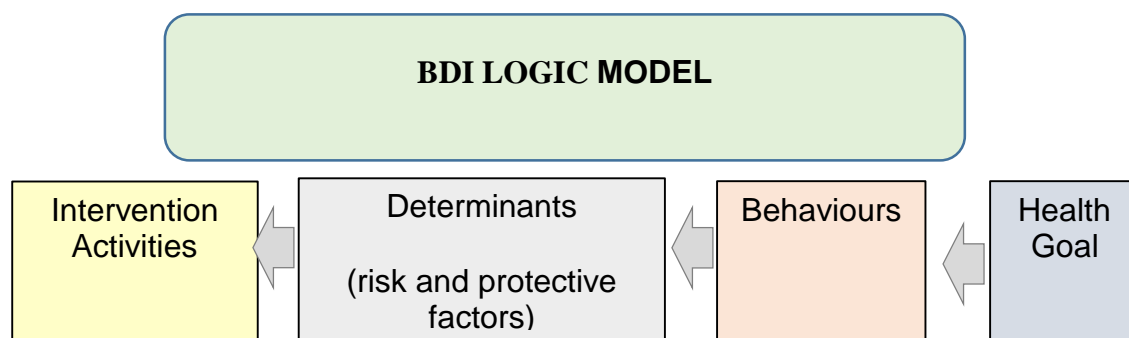 BDI LOGIC MODEL
Intervention
Activities
Determinants
(risk and protective
factors)
Behaviours
Health
Goal